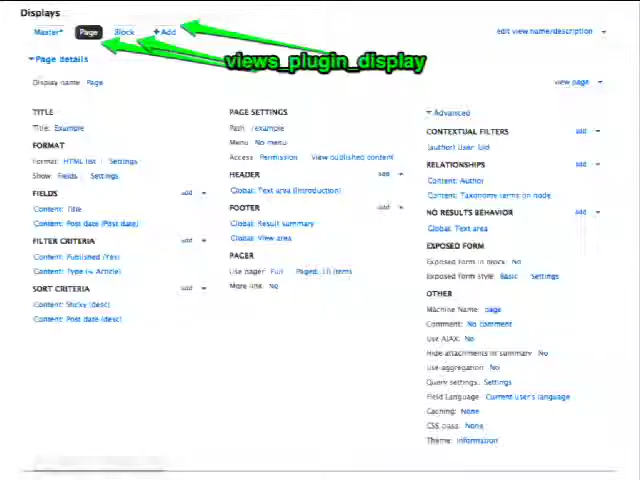 Displays
Master* Page Block +Add edit view name/description
views_plugin_display
Page details
Display name Page view page
TITLE
Title: Example
FORMAT
Format: HTML list Settings
Show: Fields Settings
FIELDS add
Content: Title
Content: Post date (Post date)
FILTER CRITERIA add
Content: Published (Yes)
Content: Type (= Article)
SORT CRITERIA add
Content: Sticky (desc)
Content: Post date (desc)
PAGE SETTINGS
Path: /example
Menu: No menu
Access: Permission View published content
HEADER add
Global: Text area (Introduction)
FOOTER add
Global: Result summary
Global: View area
PAGER
Use pager: Full Paged, 10 items
More link: No
Advanced
CONTEXTUAL FILTERS add
(author) User: Uid
RELATIONSHIPS add
Content: Author
Content: Taxonomy terms on node
NO RESULTS BEHAVIOR add
Global: Text area
EXPOSED FORM
Exposed form in block: No
Exposed form style: Basic Settings
OTHER
Machine Name: page
Comment: No comment
Use AJAX: No
Hide attachments in summary: No
Use aggregation: No
Query settings: Settings
Field Language: Current user's language
Caching: None
CSS class: None
Theme: Information